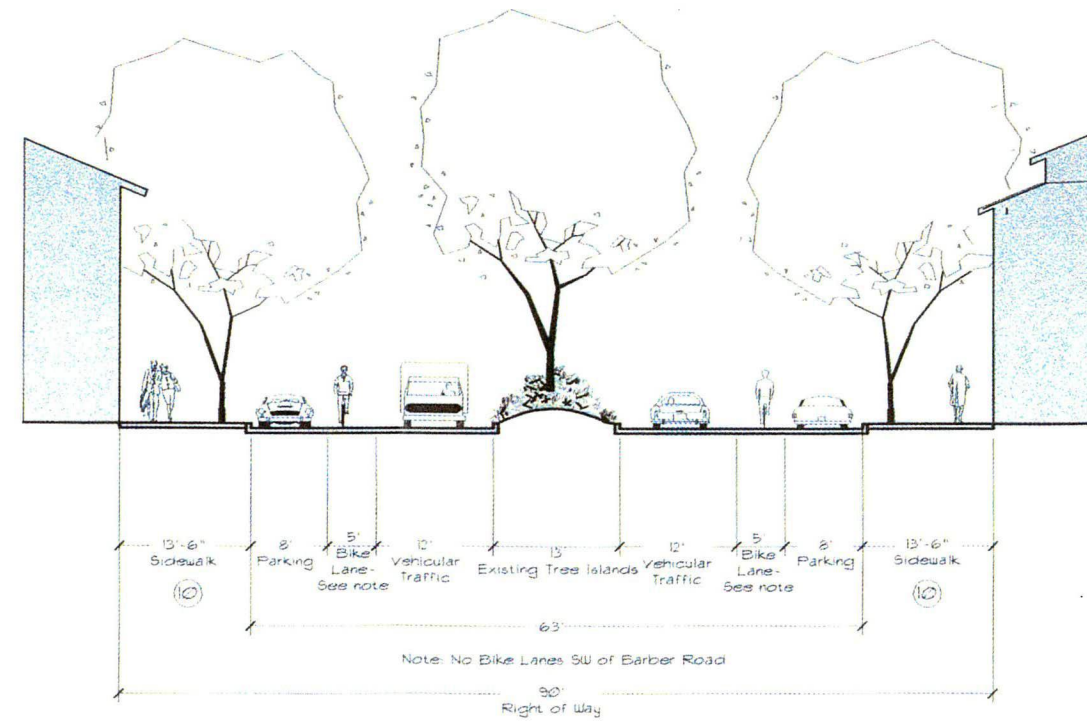 13'-6" 8' 5' 12' 13' 12' 5' 8' 13'-6"
Sidewalk Parking Bike Vehicular Existing Tree Islands Vehicular Bike Parking Sidewalk
Lane- Traffic Traffic Lane-
See note See note
10 10
63'
Note: No Bike Lanes SW of Barber Road
90'
Right of Way